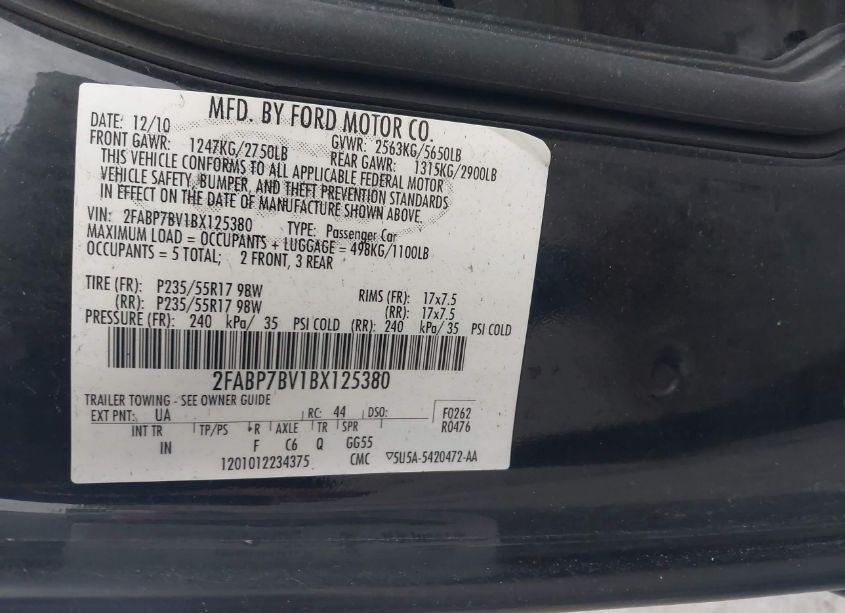 MFD. BY FORD MOTOR CO.
DATE: 12/10 GVWR: 2563KG/5650LB
FRONT GAWR: 1247KG/2750LB REAR GAWR: 1315KG/2900LB
THIS VEHICLE CONFORMS TO ALL APPLICABLE FEDERAL MOTOR
VEHICLE SAFETY, BUMPER, AND THEFT PREVENTION STANDARDS
IN EFFECT ON THE DATE OF MANUFACTURE SHOWN ABOVE.
VIN: 2FABP7BV1BX125380 TYPE: Passenger Car
MAXIMUM LOAD = OCCUPANTS + LUGGAGE = 498KG/1100LB
OCCUPANTS = 5 TOTAL; 2 FRONT, 3 REAR
TIRE (FR): P235/55R17 98W RIMS (FR): 17x7.5
(RR): P235/55R17 98W (RR): 17x7.5
PRESSURE (FR): 240 kPa/ 35 PSI COLD (RR): 240 kPa/ 35 PSI COLD
2FABP7BV1BX125380
TRAILER TOWING - SEE OWNER GUIDE
EXT PNT: UA RC: 44 DSO: F0262
INT TR TP/PS R AXLE TR SPR R0476
IN F C6 Q GG55
1201012234375 CMC ▽5U5A-5420472-AA